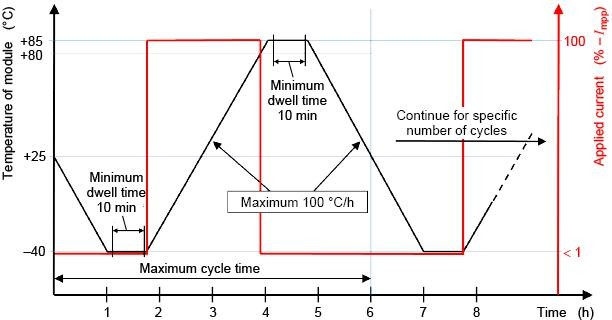 Temperature of module (°C)
+85
+80
+25
–40
Minimum
dwell time
10 min
Minimum
dwell time
10 min
Maximum 100 °C/h
Continue for specific
number of cycles
Maximum cycle time
1 2 3 4 5 6 7 8 Time (h)
100
< 1
Applied current (% – Impp)